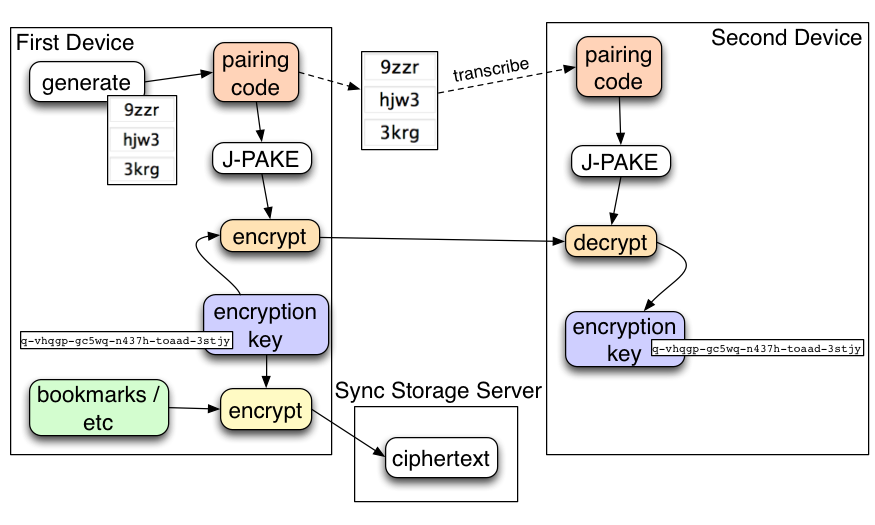 First Device
generate
9zzr
hjw3
3krg
pairing
code
J-PAKE
encrypt
encryption
key
q-vhqgp-gc5wq-n437h-toaad-3stjy
bookmarks /
etc
encrypt
9zzr
hjw3
3krg
transcribe
Sync Storage Server
ciphertext
Second Device
pairing
code
J-PAKE
decrypt
encryption
key
q-vhqgp-gc5wq-n437h-toaad-3stjy